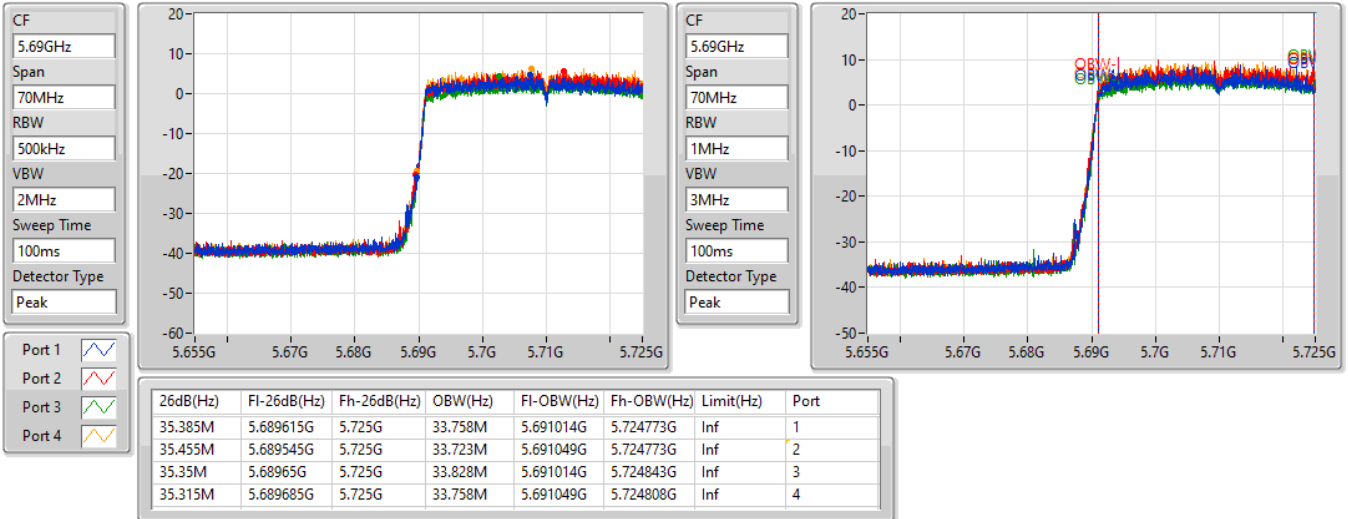 CF
5.69GHz
Span
70MHz
RBW
500kHz
VBW
2MHz
Sweep Time
100ms
Detector Type
Peak
20
10
0
-10
-20
-30
-40
-50
-60
5.655G 5.67G 5.68G 5.69G 5.7G 5.71G 5.725G
CF
5.69GHz
Span
70MHz
RBW
1MHz
VBW
3MHz
Sweep Time
100ms
Detector Type
Peak
20
10
0
-10
-20
-30
-40
-50
OBW-
5.655G 5.67G 5.68G 5.69G 5.7G 5.71G 5.725G
Port 1
Port 2
Port 3
Port 4
26dB(Hz) Fl-26dB(Hz) Fh-26dB(Hz) OBW(Hz) Fl-OBW(Hz) Fh-OBW(Hz) Limit(Hz) Port
35.385M 5.689615G 5.725G 33.758M 5.691014G 5.724773G Inf 1
35.455M 5.689545G 5.725G 33.723M 5.691049G 5.724773G Inf 2
35.35M 5.68965G 5.725G 33.828M 5.691014G 5.724843G Inf 3
35.315M 5.689685G 5.725G 33.758M 5.691049G 5.724808G Inf 4